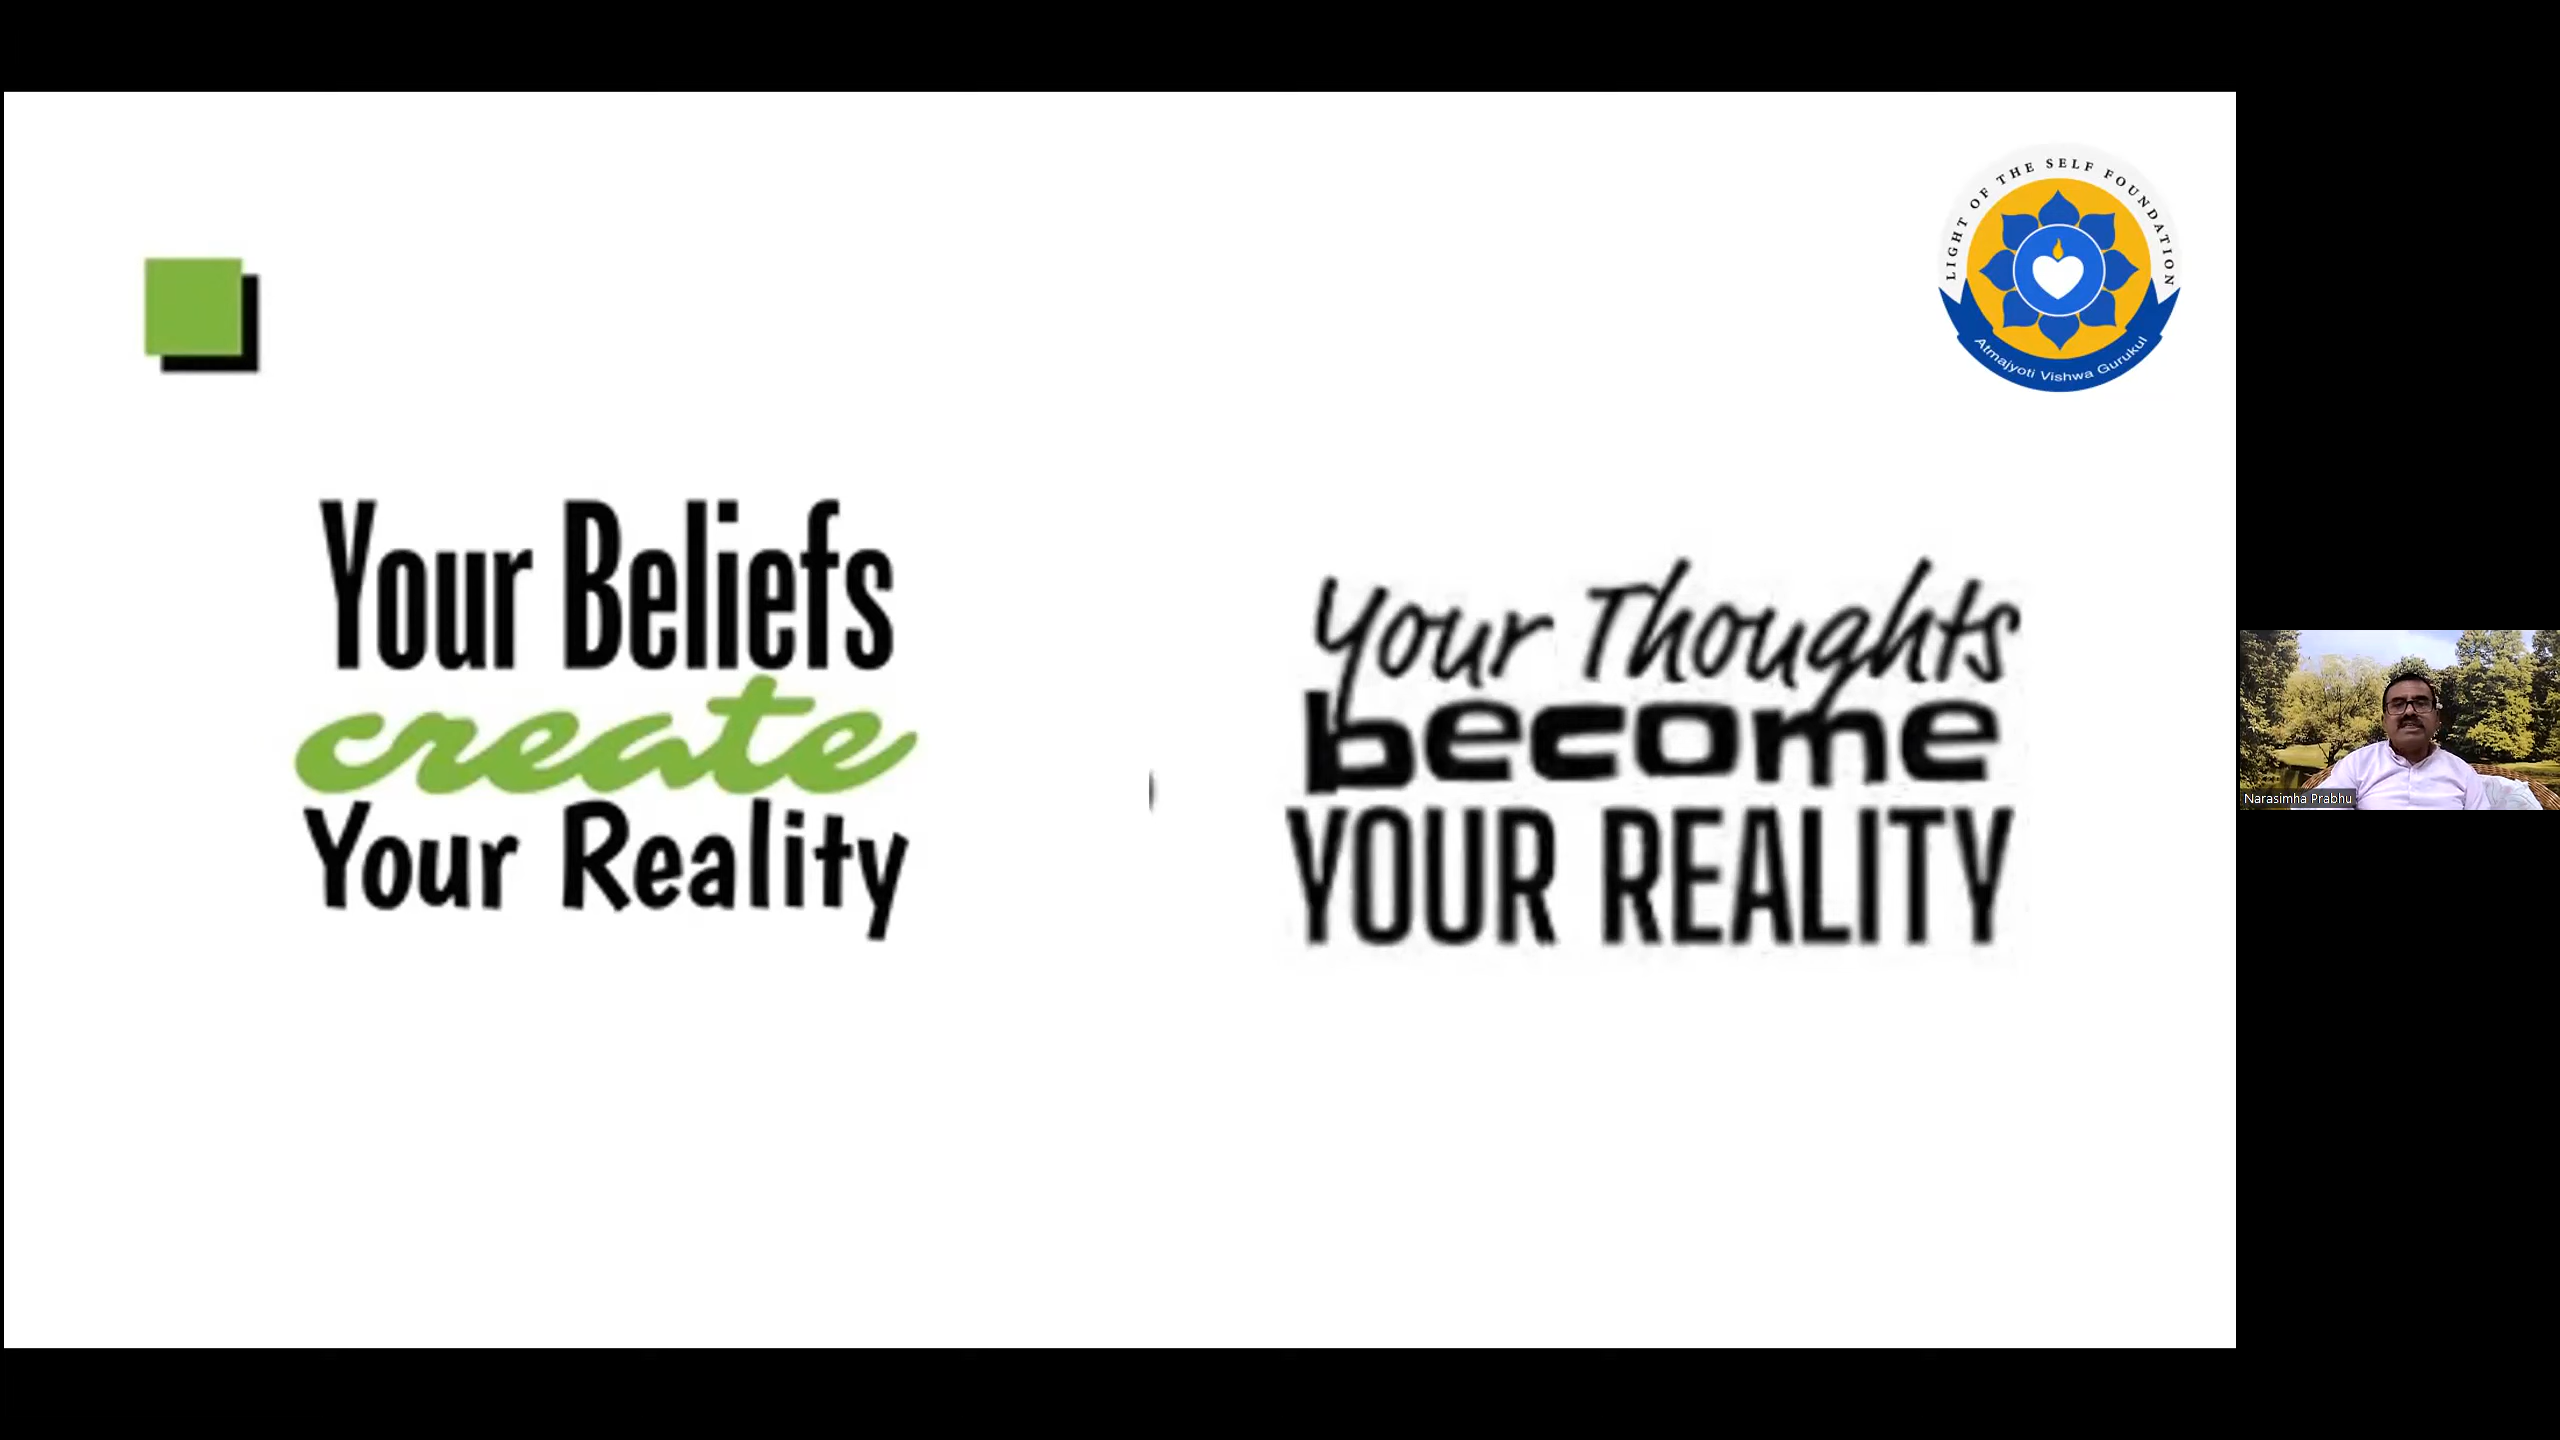 LIGHT OF THE SELF FOUNDATION
Atmajyoti Vishwa Gurukul
Your Beliefs
create
Your Reality
Your Thoughts
become
YOUR REALITY
Narasimha Prabhu